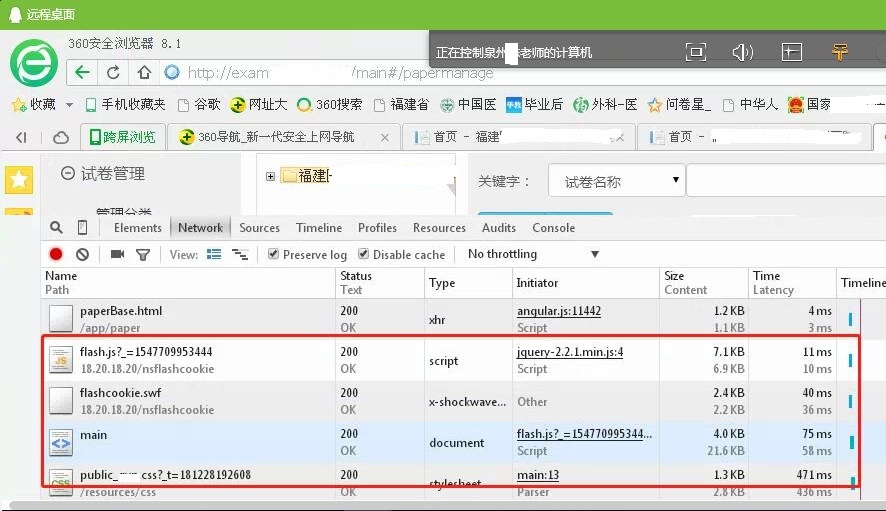 远程桌面
360安全浏览器 8.1
正在控制泉州 老师的计算机
http://exam /main#/papermanage
收藏 手机收藏夹 谷歌 网址大 360搜索 福建省 中国医 毕业后 外科-医 问卷星_ 中华人 国家
跨屏浏览 360导航_新一代安全上网导航 首页 - 福建 首页 -
试卷管理 福建 关键字： 试卷名称
管理分类
Elements Network Sources Timeline Profiles Resources Audits Console
View: Preserve log Disable cache No throttling
Name Status Type Initiator Size Time Timeline
Path Text Content Latency
paperBase.html 200 xhr angular.js:11442 1.2 KB 4 ms
/app/paper OK Script 1.1 KB 3 ms
flash.js?_=1547709953444 200 script jquery-2.2.1.min.js:4 7.1 KB 11 ms
18.20.18.20/nsflashcookie OK Script 6.9 KB 10 ms
flashcookie.swf 200 x-shockwave... Other 2.4 KB 40 ms
18.20.18.20/nsflashcookie OK 2.2 KB 36 ms
main 200 document flash.js?_=154770995344... 4.0 KB 75 ms
OK Script 21.6 KB 58 ms
public_ css?_t=181228192608 200 stylesheet main:13 1.3 KB 471 ms
/resources/css OK Parser 2.8 KB 436 ms